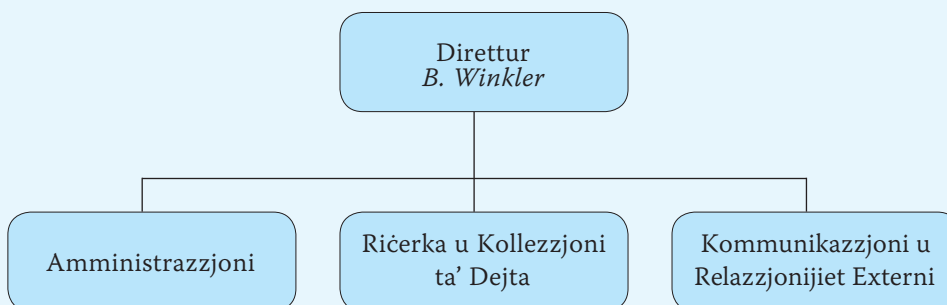 Direttur
B. Winkler
Amministrazzjoni
Riċerka u Kollezzjoni
ta’ Dejta
Kommunikazzjoni u
Relazzjonijiet Externi